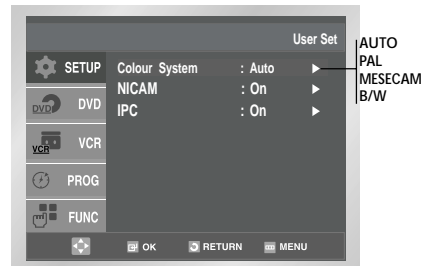 User Set
SETUP
DVD DVD
VCR VCR
PROG
FUNC
Colour System : Auto
NICAM : On
IPC : On
OK RETURN MENU
AUTO
PAL
MESECAM
B/W